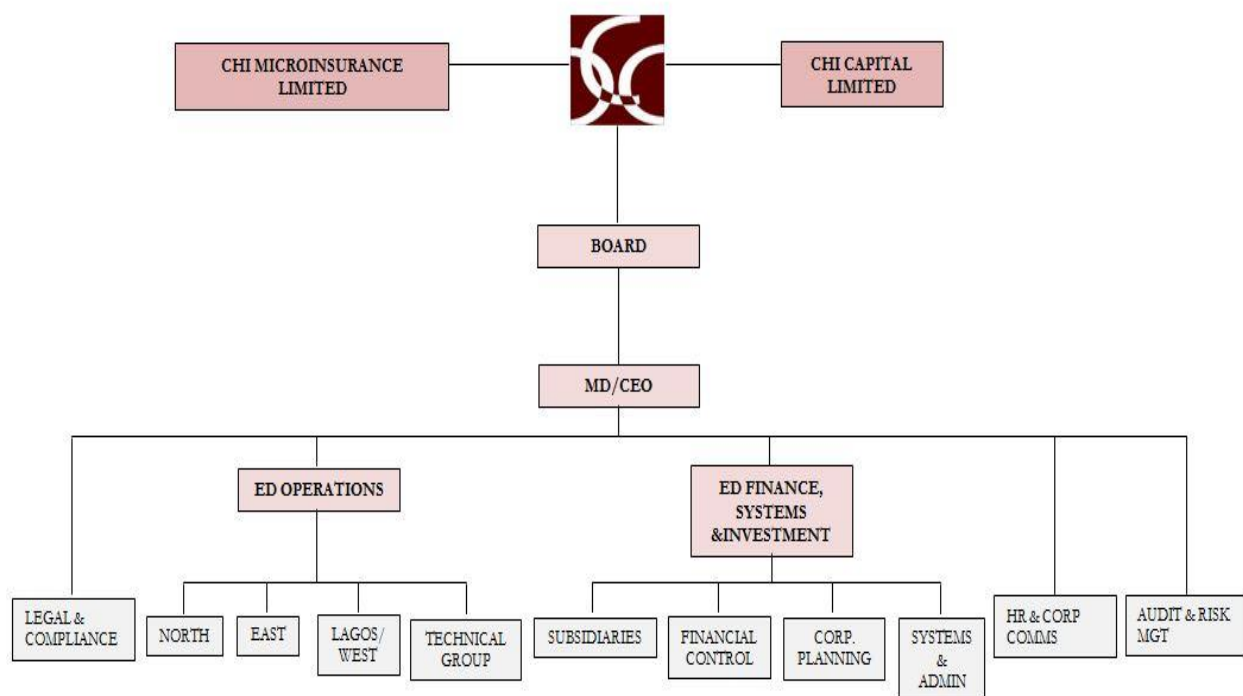 CHI MICROINSURANCE
LIMITED
CHI CAPITAL
LIMITED
BOARD
MD/CEO
ED OPERATIONS
ED FINANCE,
SYSTEMS
&INVESTMENT
LEGAL &
COMPLIANCE
NORTH
EAST
LAGOS/
WEST
TECHNICAL
GROUP
SUBSIDIARIES
FINANCIAL
CONTROL
CORP.
PLANNING
SYSTEMS
&
ADMIN
HR & CORP
COMMS
AUDIT & RISK
MGT